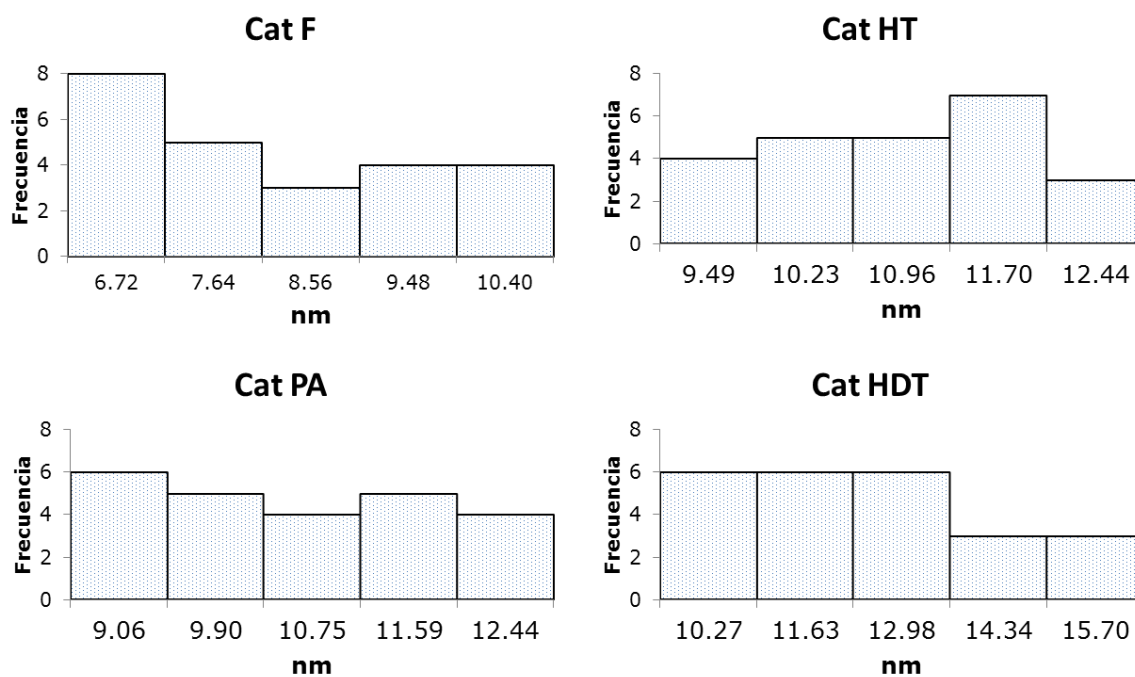 Cat F
Frecuencia
8
6
4
2
0
6.72 7.64 8.56 9.48 10.40
nm
Cat HT
Frecuencia
8
6
4
2
0
9.49 10.23 10.96 11.70 12.44
nm
Cat PA
Frecuencia
8
6
4
2
0
9.06 9.90 10.75 11.59 12.44
nm
Cat HDT
Frecuencia
8
6
4
2
0
10.27 11.63 12.98 14.34 15.70
nm